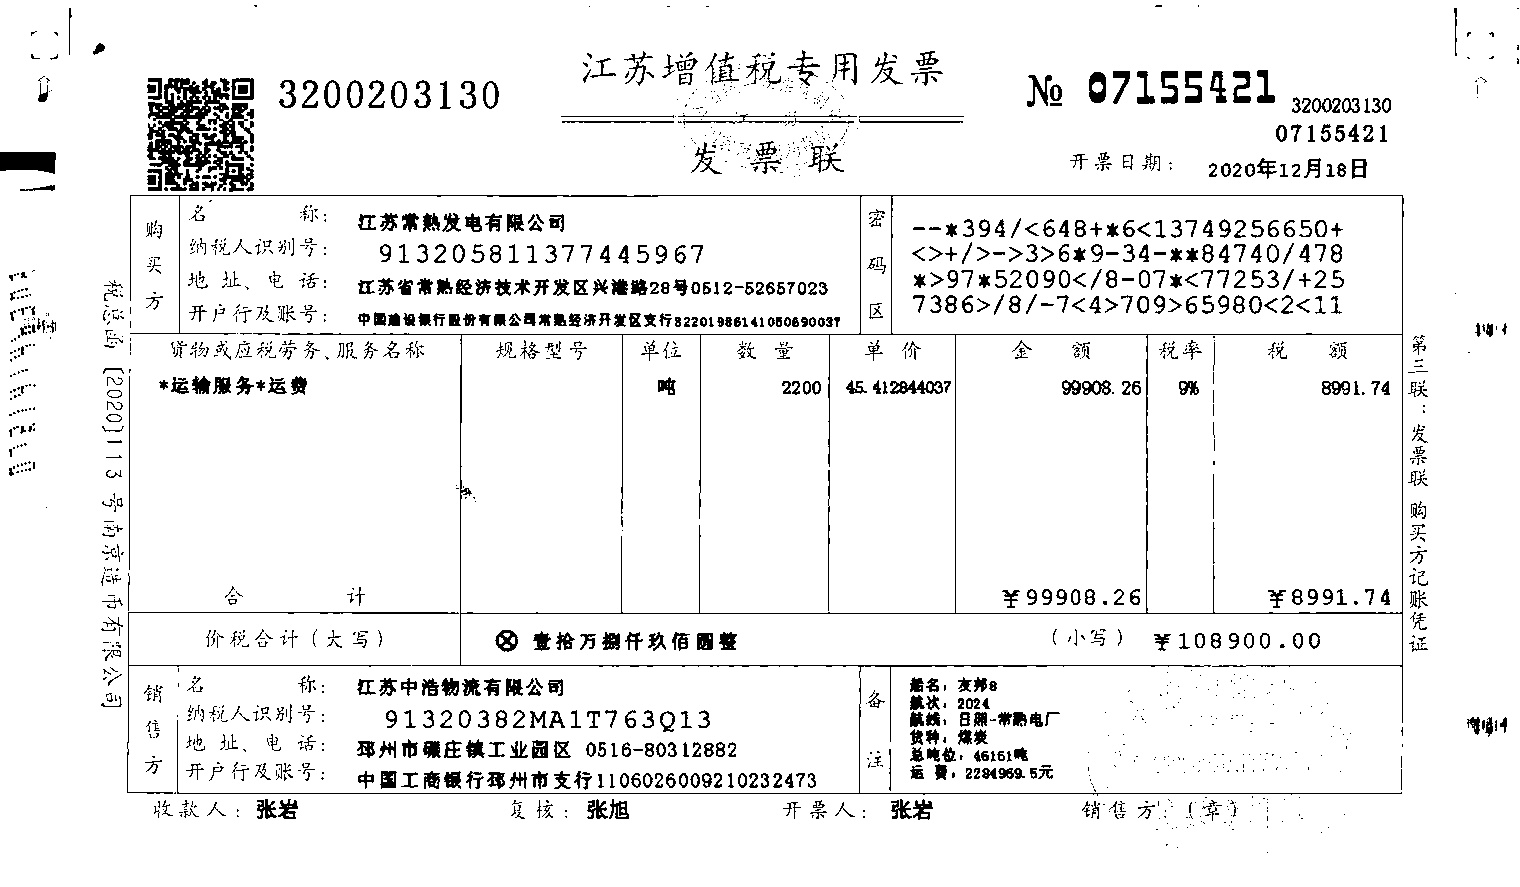 江苏增值税专用发票
3200203130
№ 07155421
3200203130
07155421
发票联
开票日期: 2020年12月18日
购买方
名 称: 江苏常熟发电有限公司
纳税人识别号: 913205811377445967
地 址、电 话: 江苏省常熟经济技术开发区兴港路28号0512-52657023
开户行及账号: 中国建设银行股份有限公司常熟经济开发区支行32201986141050690037
密码区
--*394/<648+*6<13749256650+
<>+/>->3>6*9-34-**84740/478
*>97*52090</8-07*<77253/+25
7386>/8/-7<4>709>65980<2<11
货物或应税劳务、服务名称 规格型号 单位 数 量 单 价 金 额 税率 税 额
*运输服务*运费 吨 2200 45.412844037 99908.26 9% 8991.74
合 计 ¥99908.26 ¥8991.74
价税合计(大写) ⊗ 壹拾万捌仟玖佰圆整 (小写) ¥108900.00
销售方
名 称: 江苏中浩物流有限公司
纳税人识别号: 91320382MA1T763Q13
地 址、电 话: 邳州市碾庄镇工业园区 0516-80312882
开户行及账号: 中国工商银行邳州市支行1106026009210232473
备注
船名: 友邦8
航次: 2024
航线: 日照-常熟电厂
货种: 煤炭
总吨位: 46161吨
运 费: 2284969.5元
收款人: 张岩 复核: 张旭 开票人: 张岩 销售方:(章)
税总函[2020]113号南京造币有限公司
第三联:发票联 购买方记账凭证